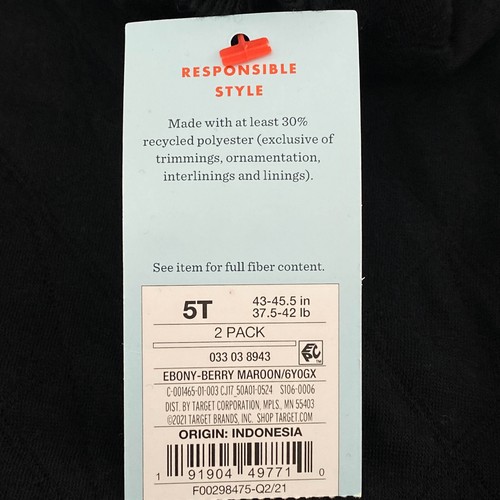 RESPONSIBLE
STYLE
Made with at least 30%
recycled polyester (exclusive of
trimmings, ornamentation,
interlinings and linings).
See item for full fiber content.
5T 43-45.5 in
37.5-42 lb
2 PACK
033 03 8943 EPC
EBONY-BERRY MAROON/6Y0GX
C-001465-01-003 CJ17_50A01-0524 S106-0006
DIST. BY TARGET CORPORATION, MPLS., MN 55403
©2021 TARGET BRANDS, INC. SHOP TARGET.COM
ORIGIN: INDONESIA
1 91904 49771 0
F00298475-Q2/21